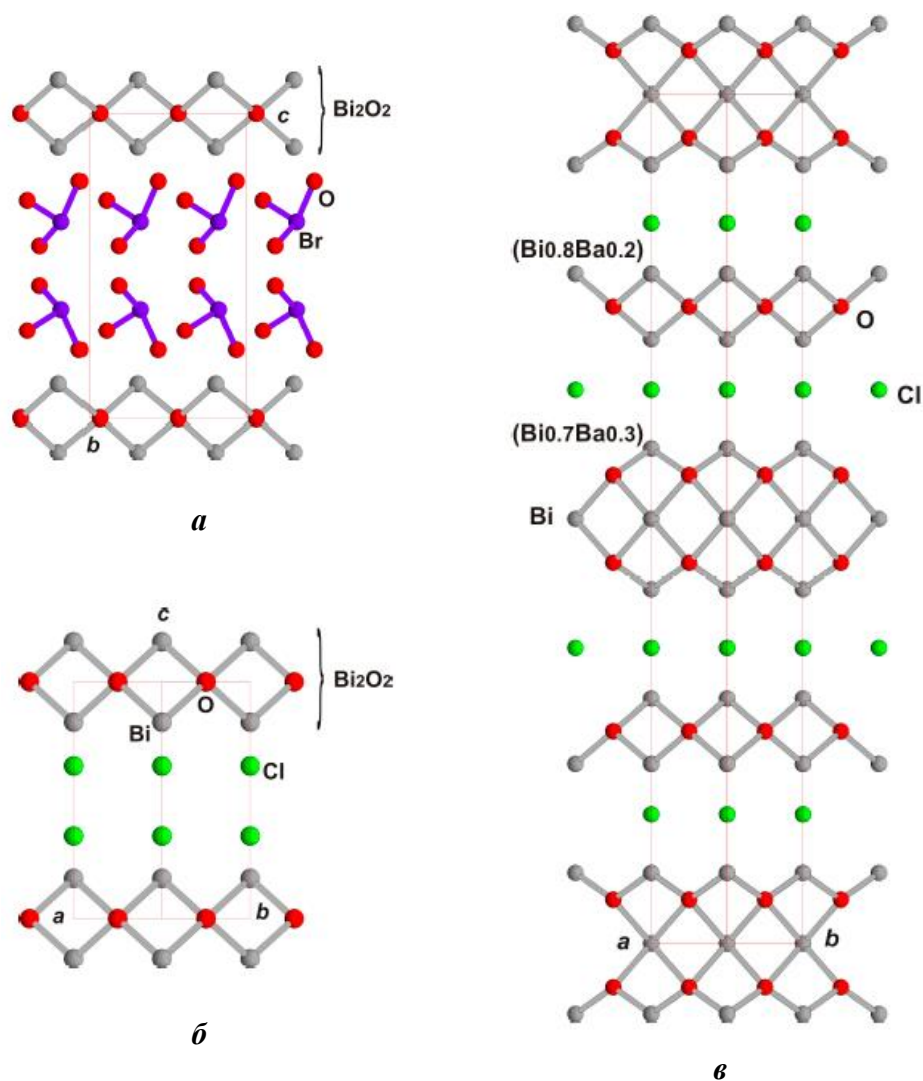 Bi2O2
c
O
Br
b
а
c
Bi2O2
O
Bi
Cl
a
b
б
(Bi0.8Ba0.2)
O
Cl
(Bi0.7Ba0.3)
Bi
a
b
в